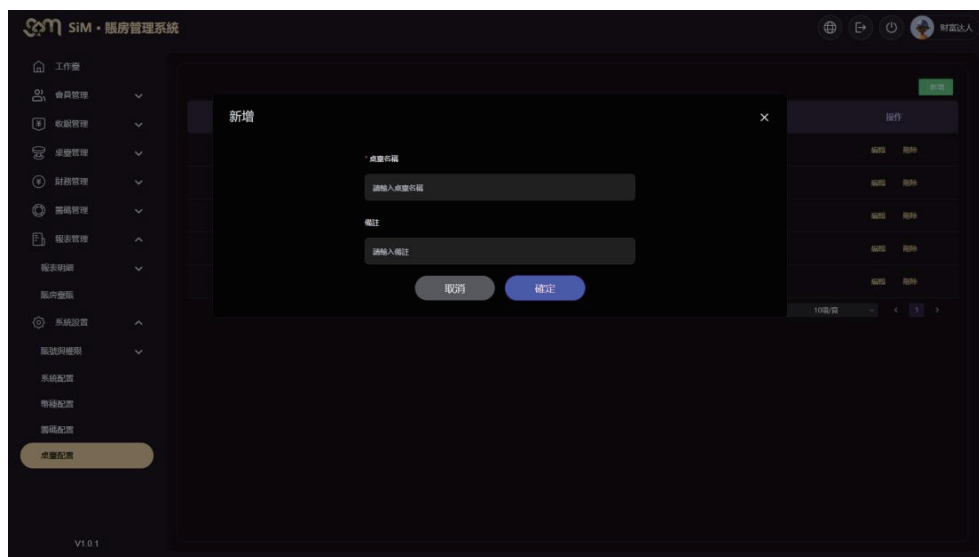 SiM・賬房管理系統
財富达人
工作臺
會員管理
收銀管理
桌臺管理
財務管理
籌碼管理
報表管理
報表明細
賬房臺賬
系統設置
賬號與權限
系統配置
幣種配置
籌碼配置
桌臺配置
V1.0.1
新增
操作
編輯 刪除
編輯 刪除
編輯 刪除
編輯 刪除
編輯 刪除
10條/頁
1
新增
* 桌臺名稱
請輸入桌臺名稱
備註
請輸入備註
取消
確定